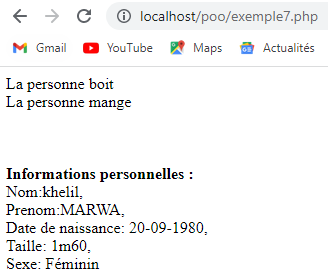 localhost/poo/exemple7.php
Gmail YouTube Maps Actualités
La personne boit
La personne mange
Informations personnelles :
Nom:khelil,
Prenom:MARWA,
Date de naissance: 20-09-1980,
Taille: 1m60,
Sexe: Féminin